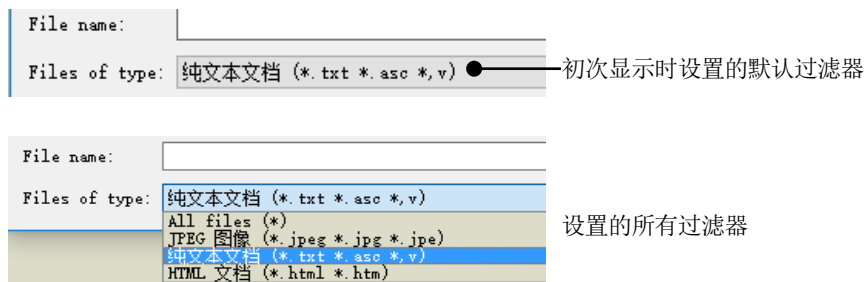 File name:
Files of type: 纯文本文档 (*.txt *.asc *,v)
初次显示时设置的默认过滤器
File name:
Files of type: 纯文本文档 (*.txt *.asc *,v)
All files (*)
JPEG 图像 (*.jpeg *.jpg *.jpe)
纯文本文档 (*.txt *.asc *,v)
HTML 文档 (*.html *.htm)
设置的所有过滤器